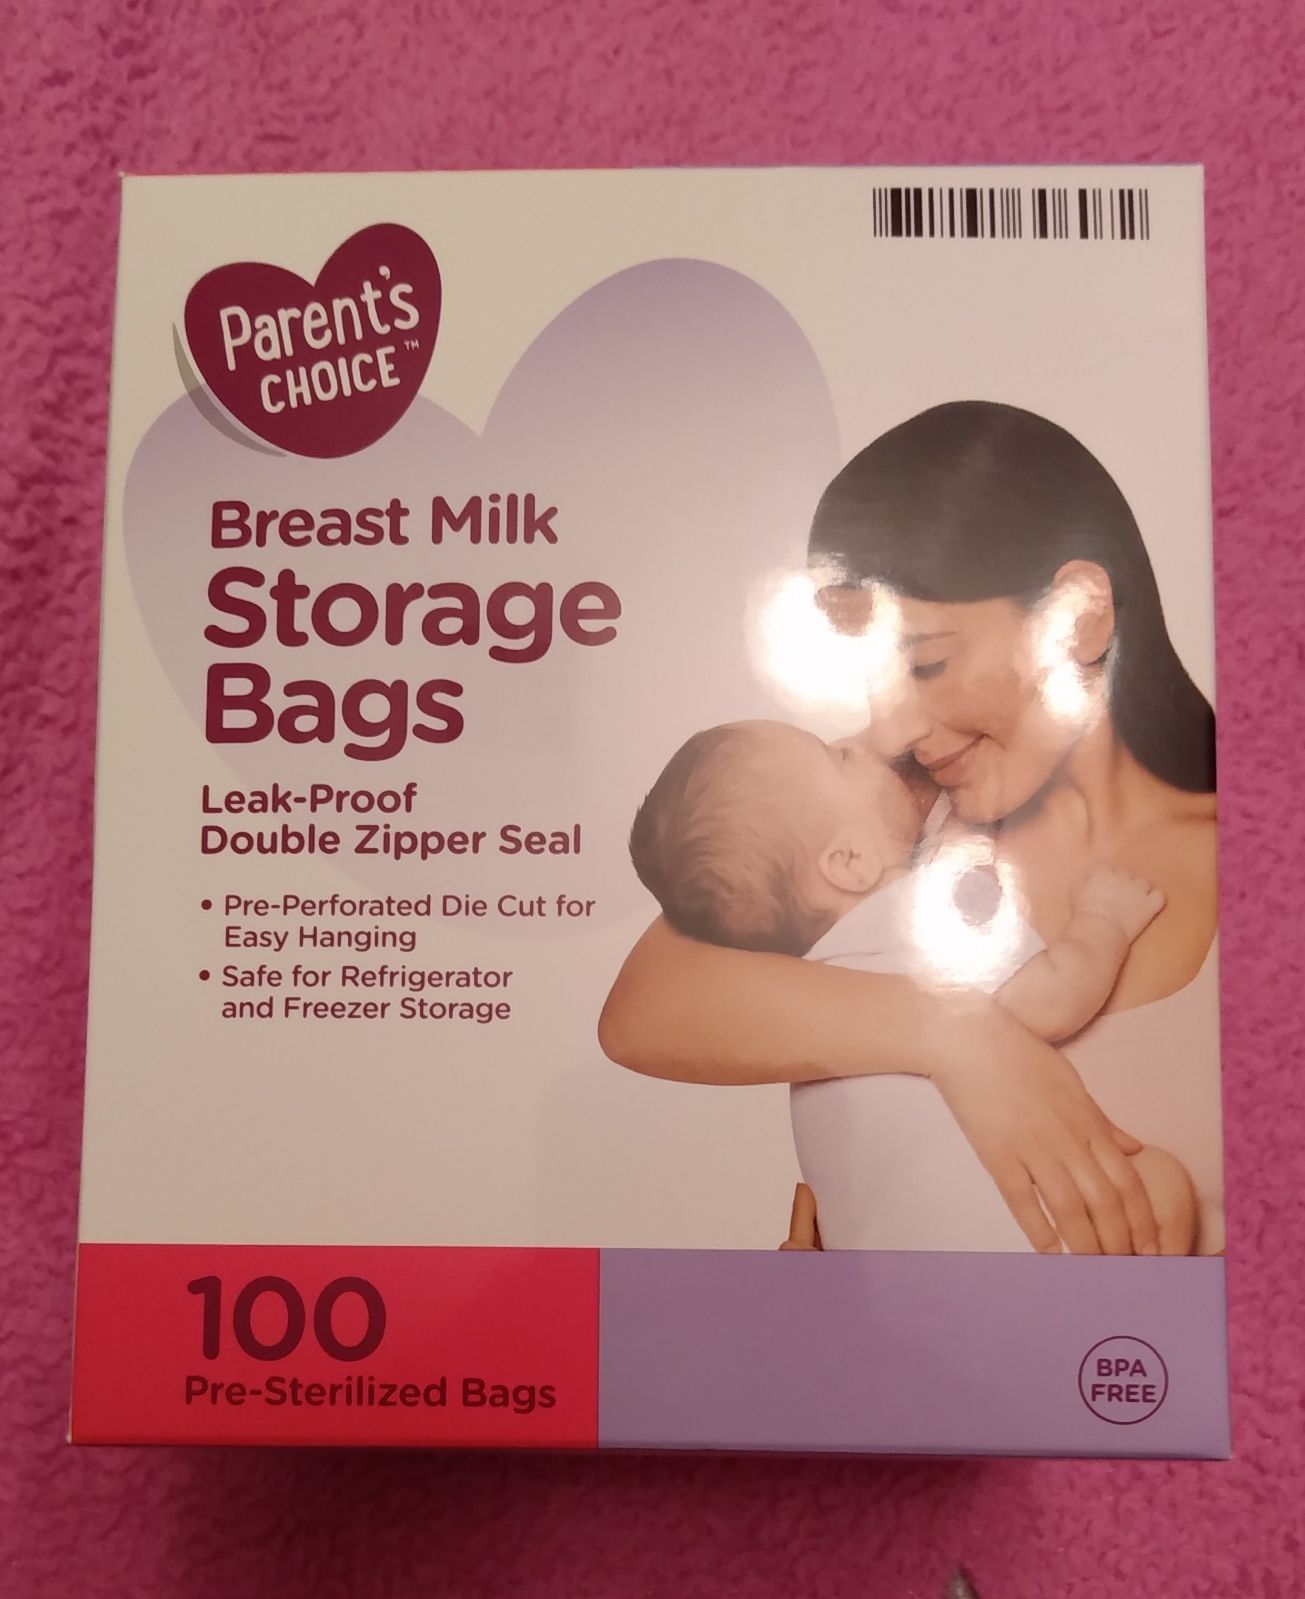 Parent's
CHOICE™
Breast Milk
Storage
Bags
Leak-Proof
Double Zipper Seal
• Pre-Perforated Die Cut for
Easy Hanging
• Safe for Refrigerator
and Freezer Storage
100
Pre-Sterilized Bags
BPA
FREE